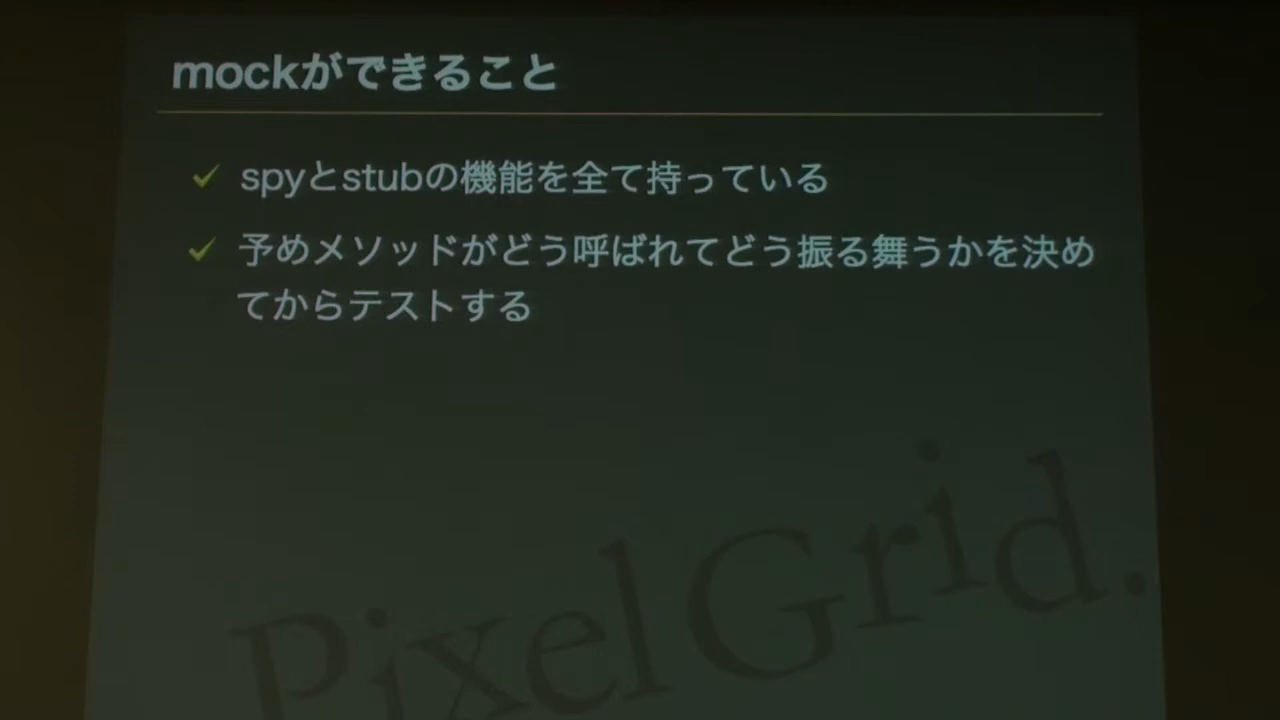 mockができること
spyとstubの機能を全て持っている
予めメソッドがどう呼ばれてどう振る舞うかを決め
てからテストする
PixelGrid.